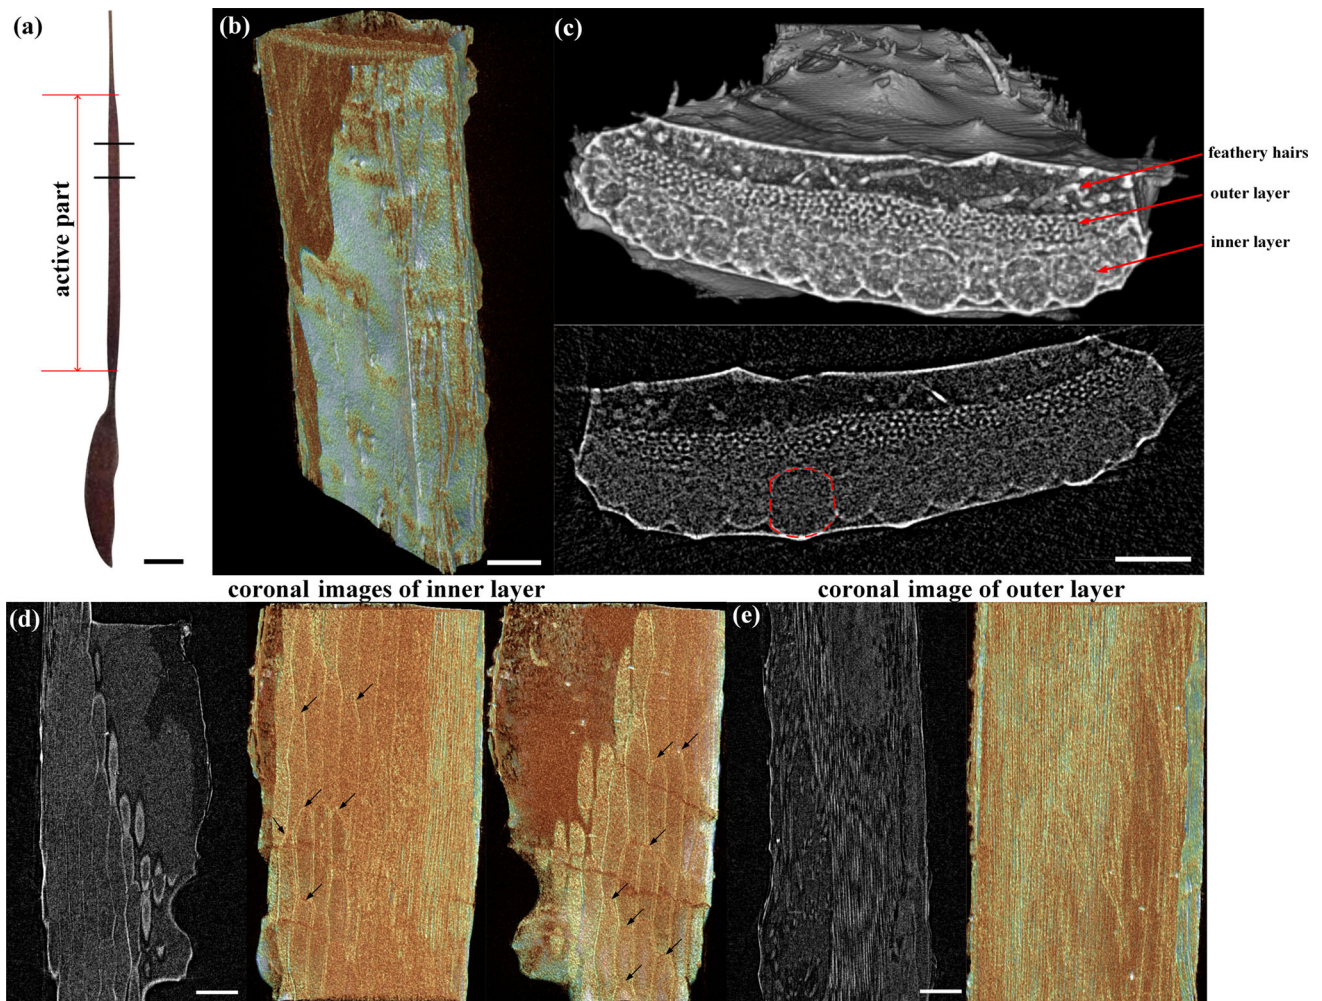 (a)
active part
(b)
(c)
feathery hairs
outer layer
inner layer
coronal images of inner layer
coronal image of outer layer
(d)
(e)